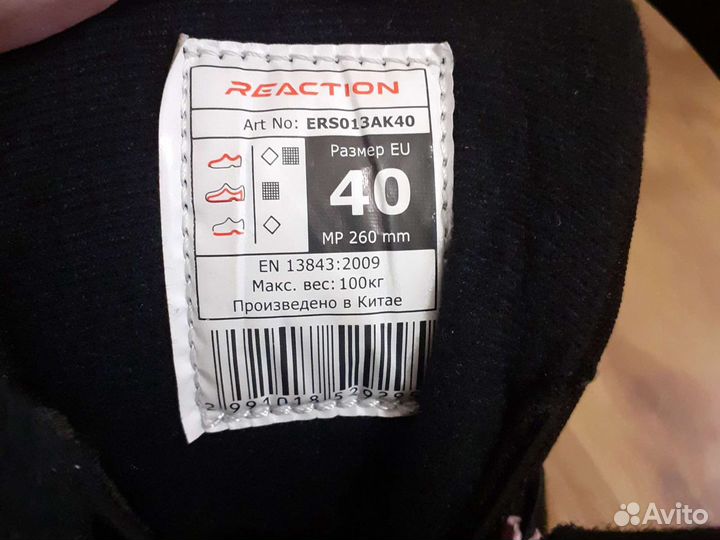 REACTION
Art No: ERS013AK40
Размер EU
40
MP 260 mm
EN 13843:2009
Макс. вес: 100кг
Произведено в Китае
Avito